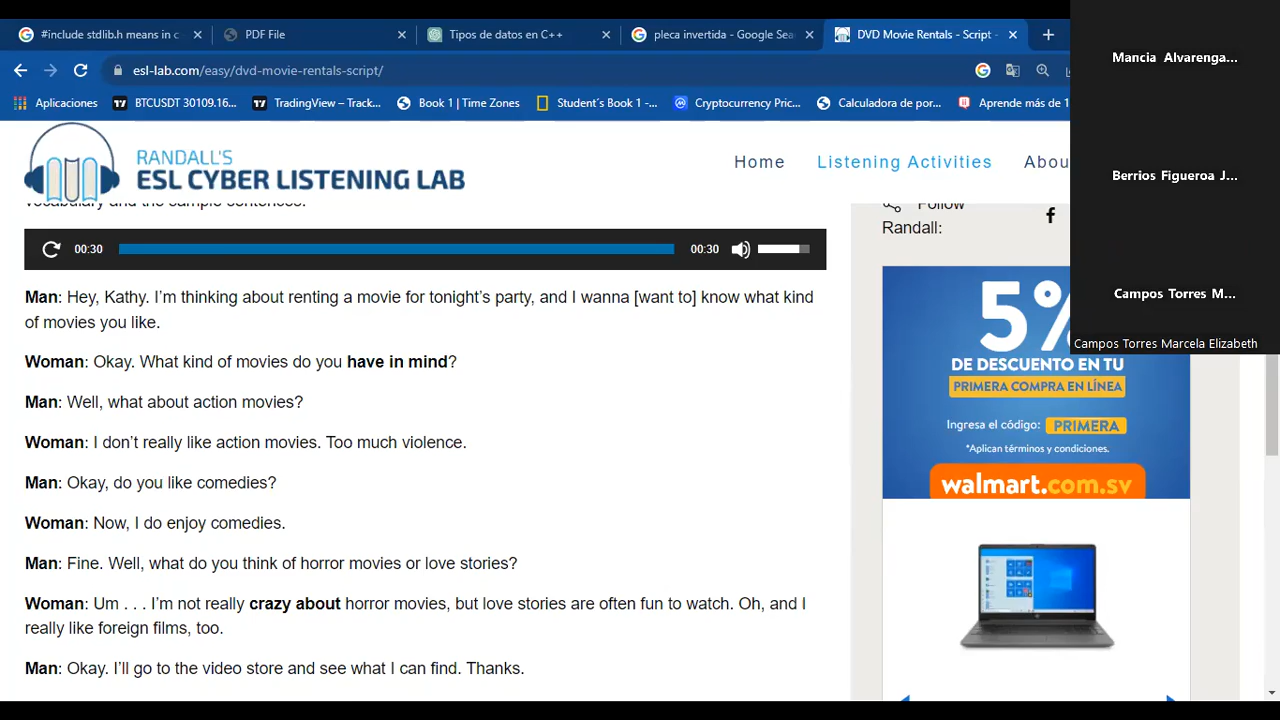 #include stdlib.h means in c
PDF File
Tipos de datos en C++
pleca invertida - Google Sea
DVD Movie Rentals - Script -
esl-lab.com/easy/dvd-movie-rentals-script/
Aplicaciones
BTCUSDT 30109.16...
TradingView – Track...
Book 1 | Time Zones
Student´s Book 1 -...
Cryptocurrency Pric...
Calculadora de por...
Aprende más de 1
Mancia Alvarenga...
Berrios Figueroa J...
Campos Torres M...
Campos Torres Marcela Elizabeth
RANDALL'S
ESL CYBER LISTENING LAB
Home
Listening Activities
Abou
vocabulary and the sample sentences.
00:30
00:30
Man: Hey, Kathy. I’m thinking about renting a movie for tonight’s party, and I wanna [want to] know what kind
of movies you like.
Woman: Okay. What kind of movies do you have in mind?
Man: Well, what about action movies?
Woman: I don’t really like action movies. Too much violence.
Man: Okay, do you like comedies?
Woman: Now, I do enjoy comedies.
Man: Fine. Well, what do you think of horror movies or love stories?
Woman: Um . . . I’m not really crazy about horror movies, but love stories are often fun to watch. Oh, and I
really like foreign films, too.
Man: Okay. I’ll go to the video store and see what I can find. Thanks.
Follow
Randall:
5%
DE DESCUENTO EN TU
PRIMERA COMPRA EN LÍNEA
Ingresa el código: PRIMERA
*Aplican términos y condiciones.
walmart.com.sv